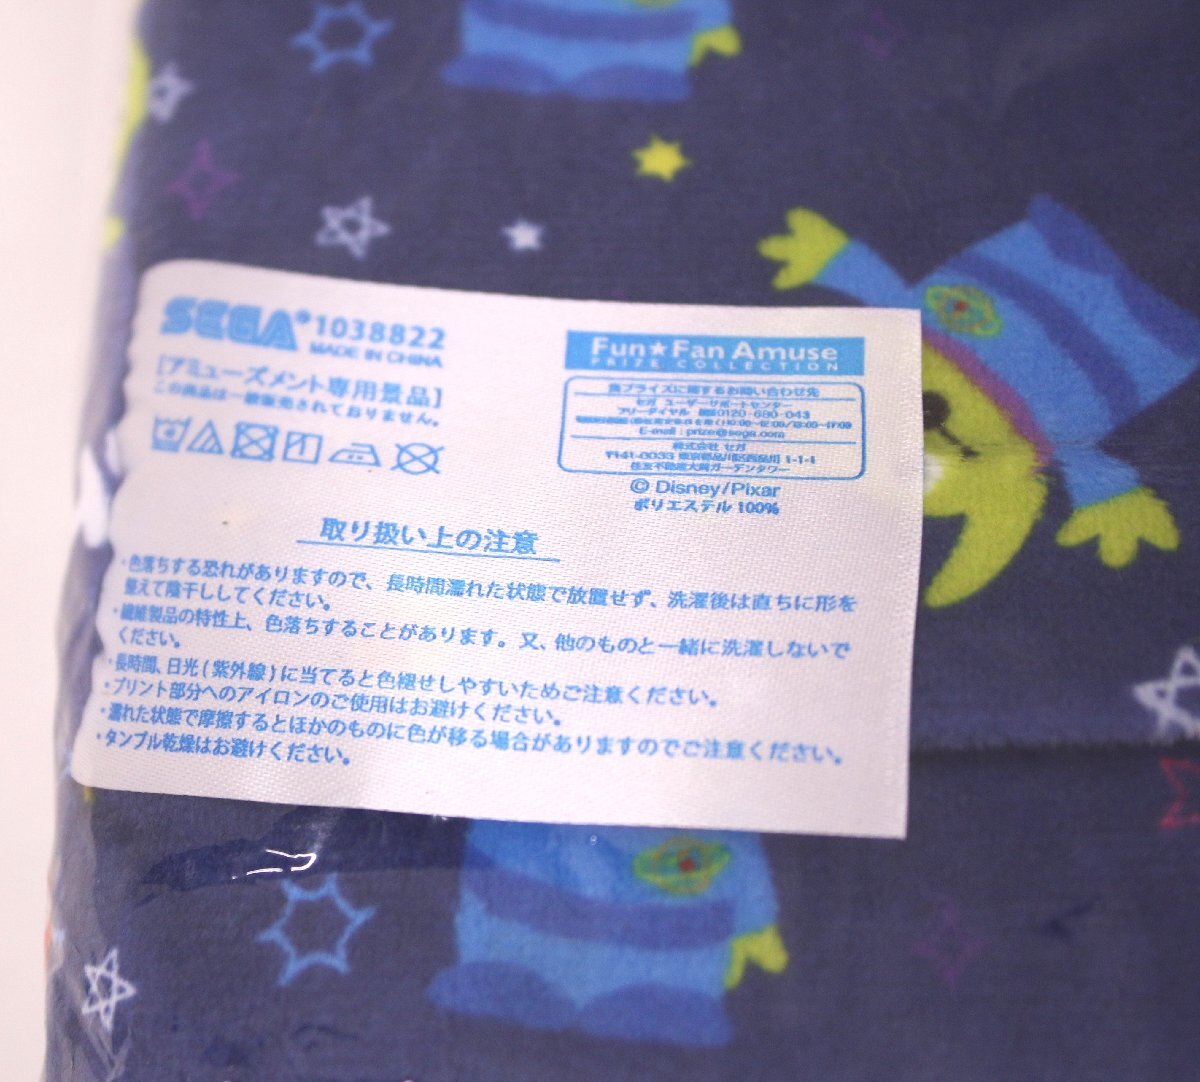 SEGA® 1038822
MADE IN CHINA
[アミューズメント専用景品]
この商品は一般販売されておりません。
Fun★Fan Amuse
PRIZE COLLECTION
セガ ユーザーサポートセンター
フリーダイヤル 0120-680-043
E-mail : prize@sega.com
株式会社 セガ
〒141-0033 東京都品川区西品川 1-1-1
住友不動産大崎ガーデンタワー
© Disney/Pixar
ポリエステル 100%
取り扱い上の注意
・色落ちする恐れがありますので、長時間濡れた状態で放置せず、洗濯後は直ちに形を
整えて陰干ししてください。
・繊維製品の特性上、色落ちすることがあります。又、他のものと一緒に洗濯しないで
ください。
・長時間、日光(紫外線)に当てると色褪せしやすいためご注意ください。
・プリント部分へのアイロンのご使用はお避けください。
・濡れた状態で摩擦するとほかのものに色が移る場合がありますのでご注意ください。
・タンブル乾燥はお避けください。